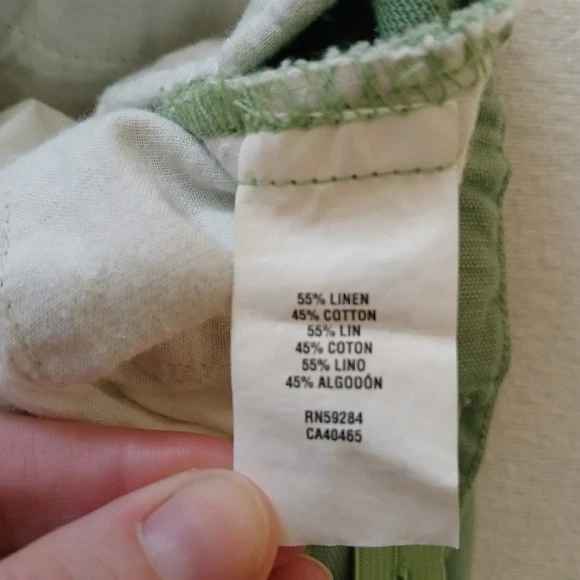 55% LINEN
45% COTTON
55% LIN
45% COTON
55% LINO
45% ALGODÓN
RN59284
CA40465